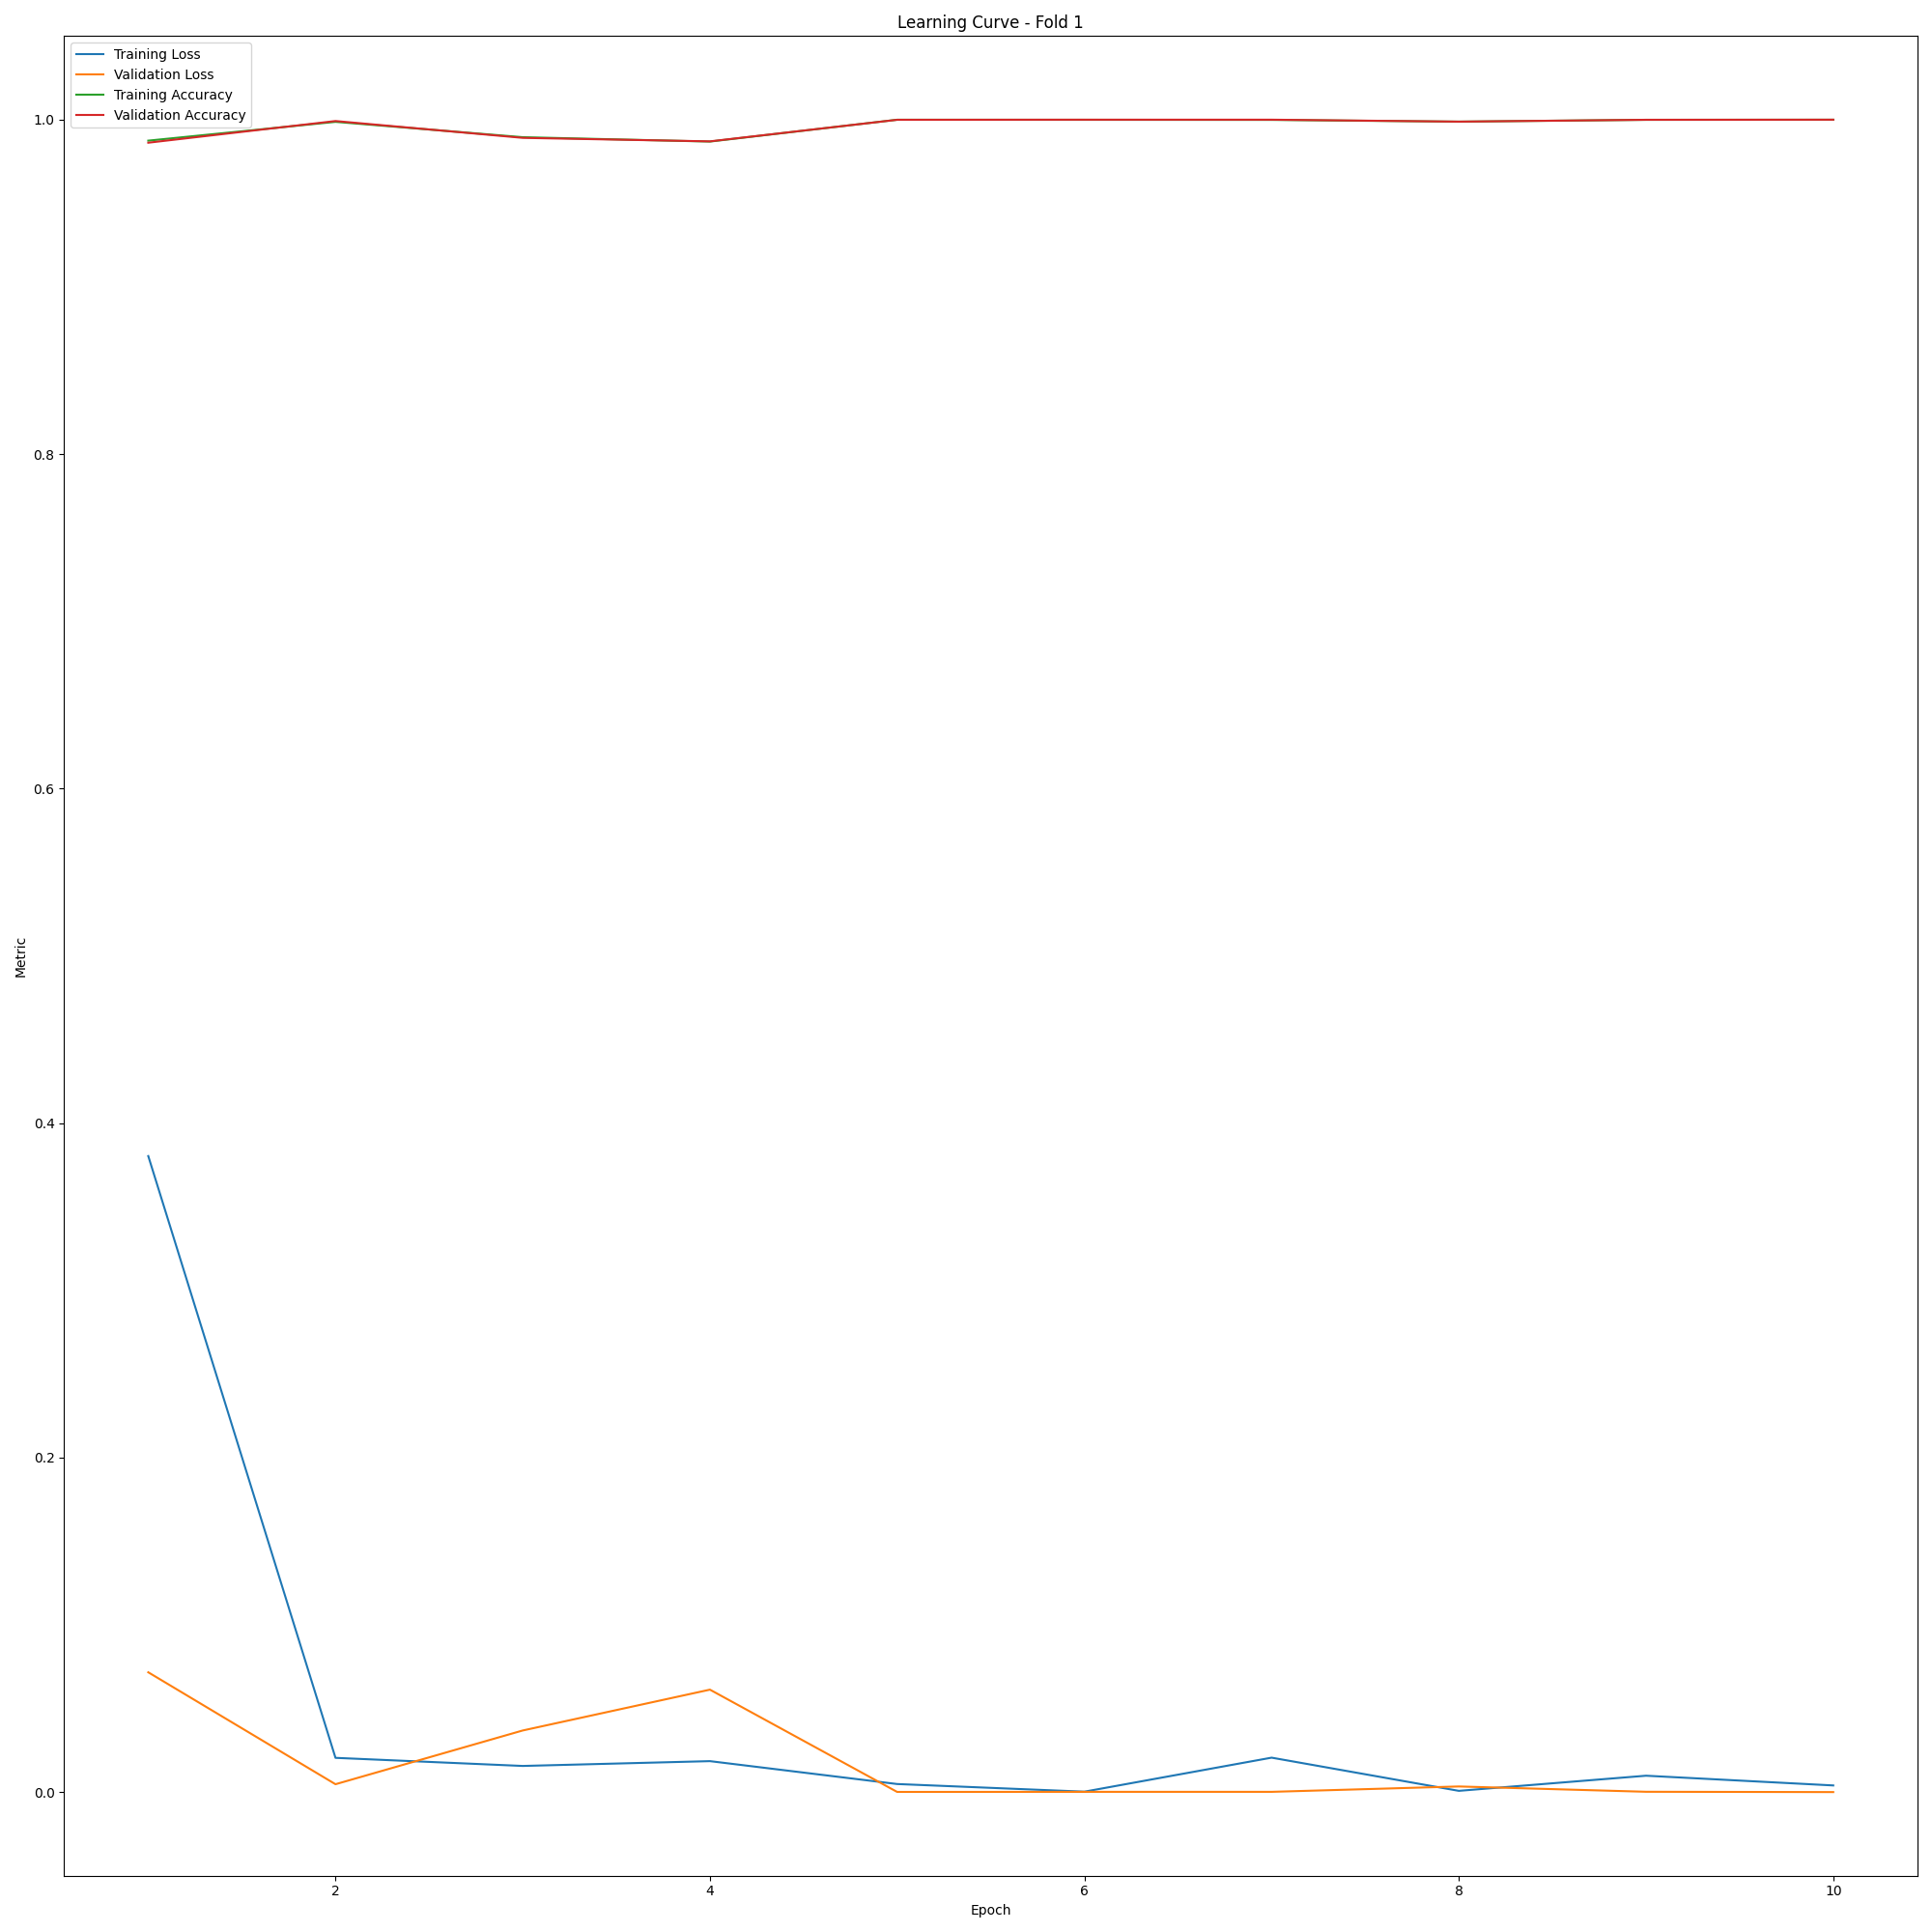 Learning Curve - Fold 1
Training Loss
Validation Loss
Training Accuracy
Validation Accuracy
1.0
0.8
0.6
0.4
0.2
0.0
Metric
2 4 6 8 10
Epoch